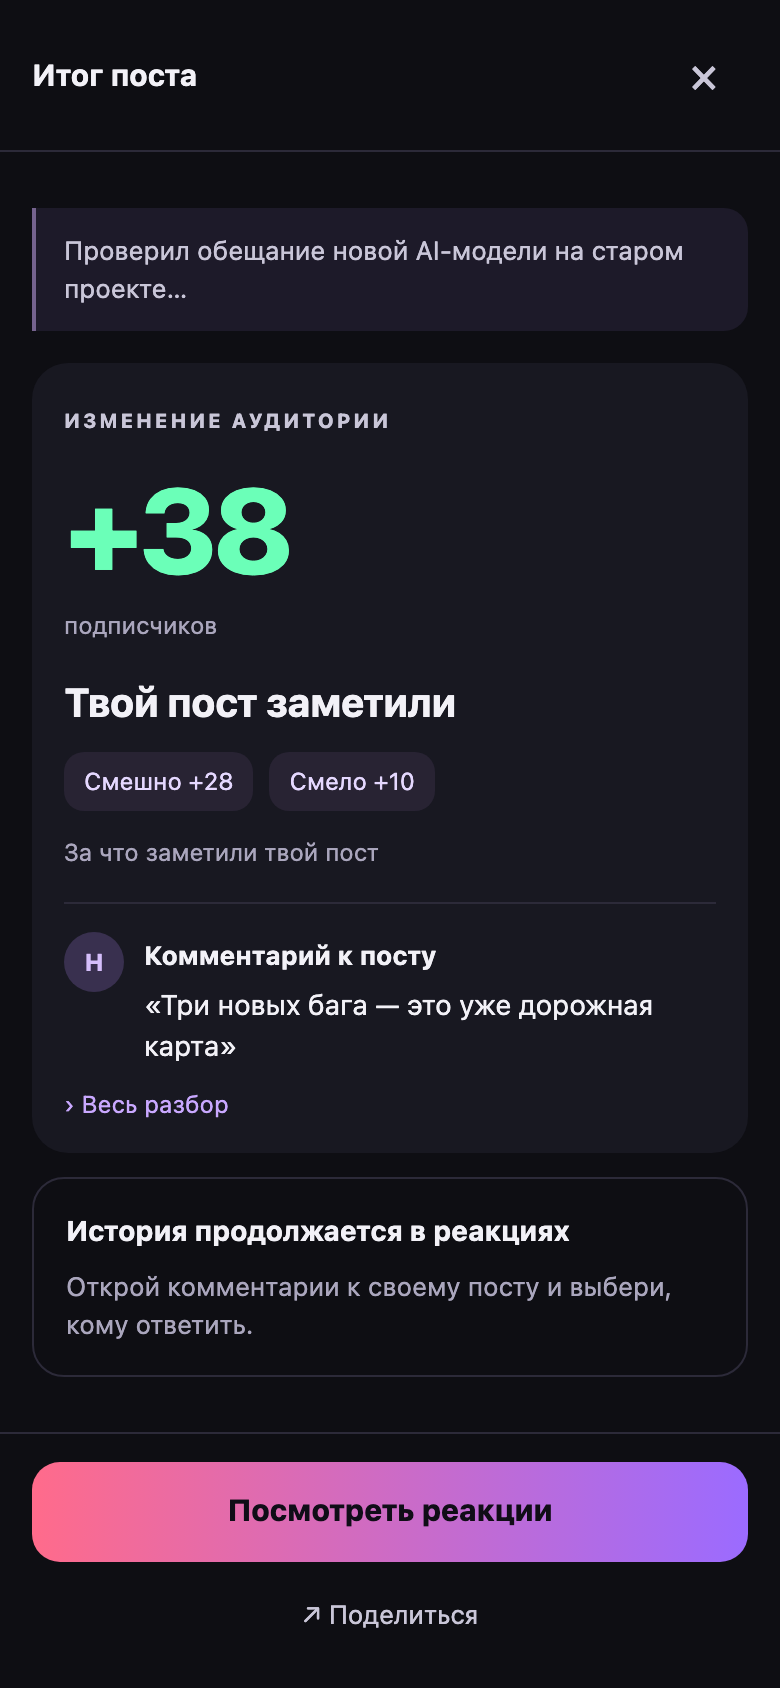 Итог поста
Проверил обещание новой AI-модели на старом
проекте...
ИЗМЕНЕНИЕ АУДИТОРИИ
+38
подписчиков
Твой пост заметили
Смешно +28 Смело +10
За что заметили твой пост
Н Комментарий к посту
«Три новых бага — это уже дорожная
карта»
› Весь разбор
История продолжается в реакциях
Открой комментарии к своему посту и выбери,
кому ответить.
Посмотреть реакции
↗ Поделиться